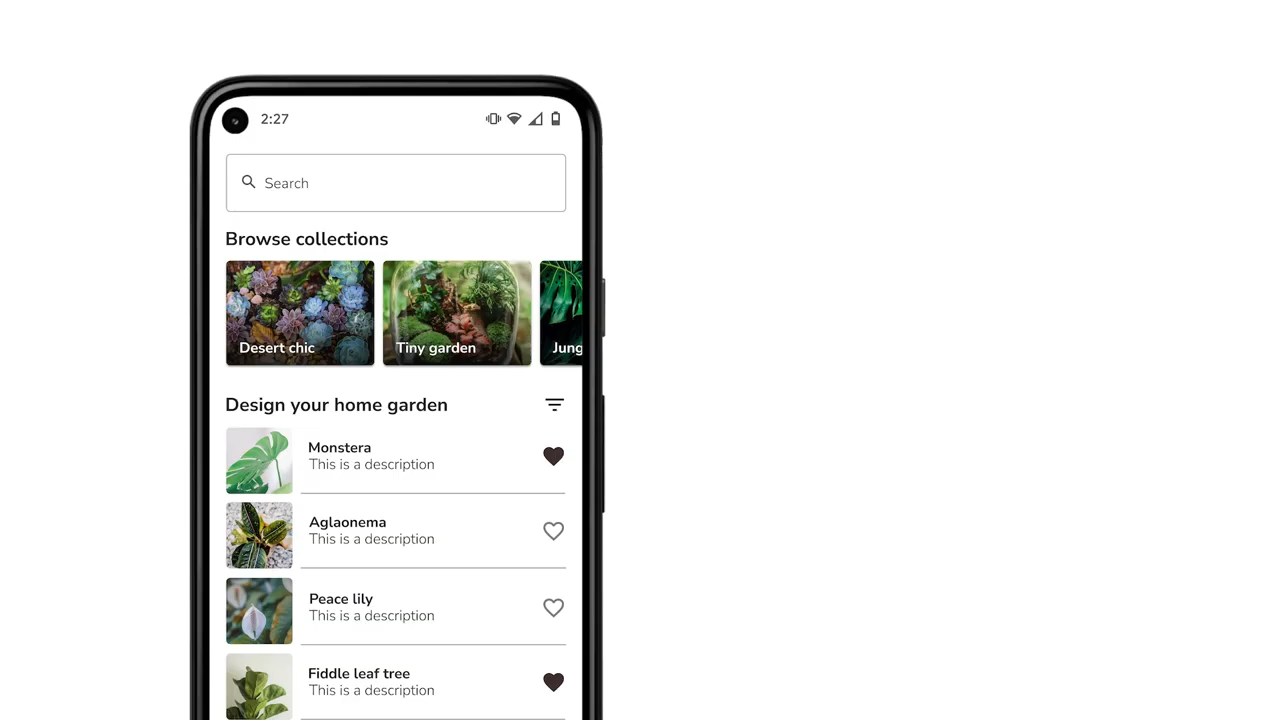 2:27
Search
Browse collections
Desert chic
Tiny garden
Jung
Design your home garden
Monstera
This is a description
Aglaonema
This is a description
Peace lily
This is a description
Fiddle leaf tree
This is a description